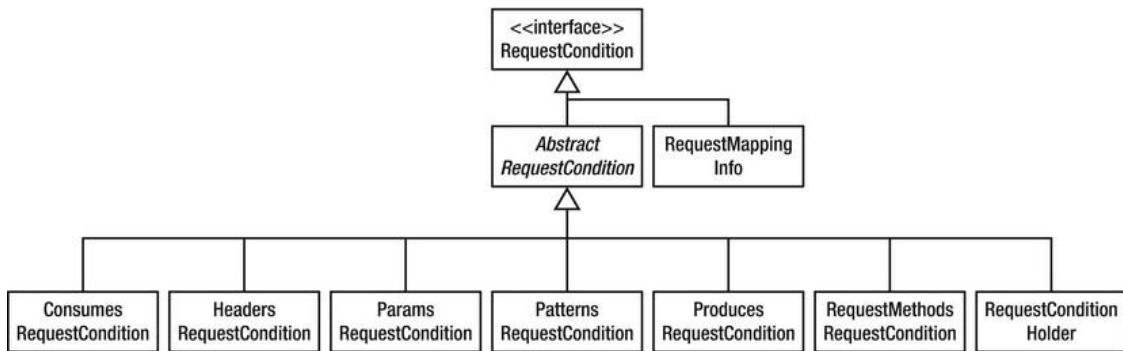 <<interface>>
RequestCondition
Abstract
RequestCondition
RequestMapping
Info
Consumes
RequestCondition
Headers
RequestCondition
Params
RequestCondition
Patterns
RequestCondition
Produces
RequestCondition
RequestMethods
RequestCondition
RequestCondition
Holder